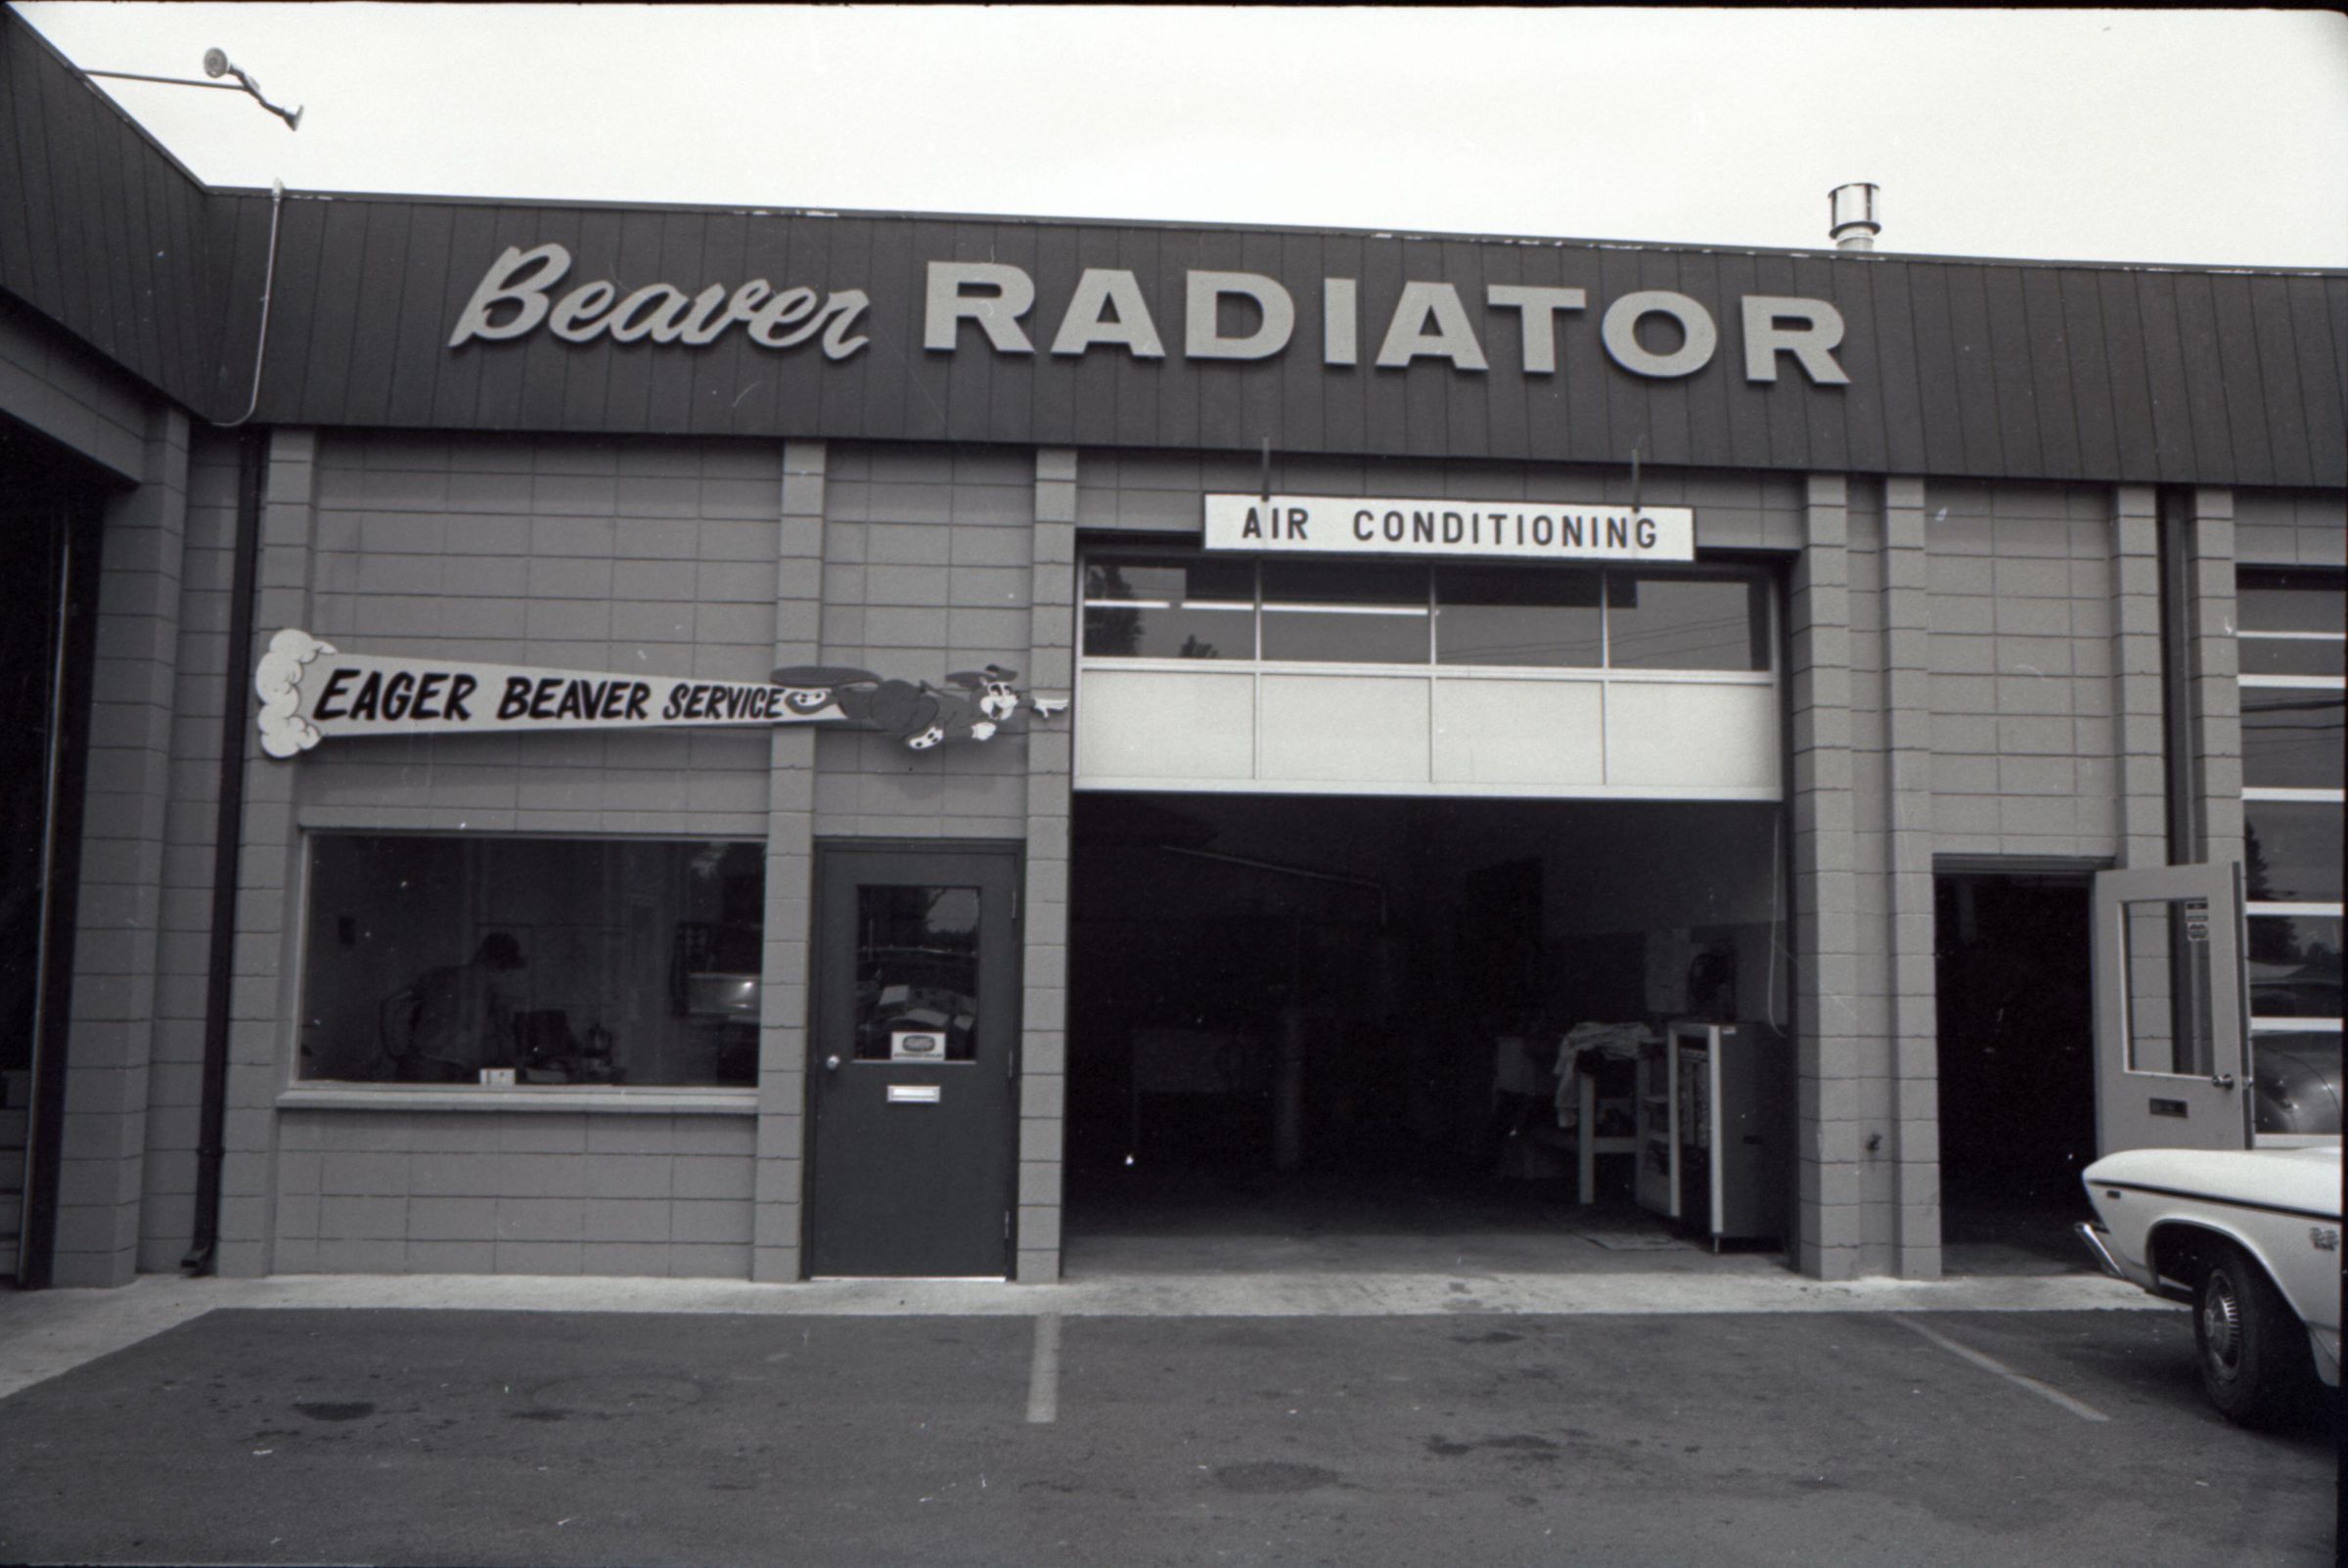 Beaver RADIATOR
AIR CONDITIONING
EAGER BEAVER SERVICE